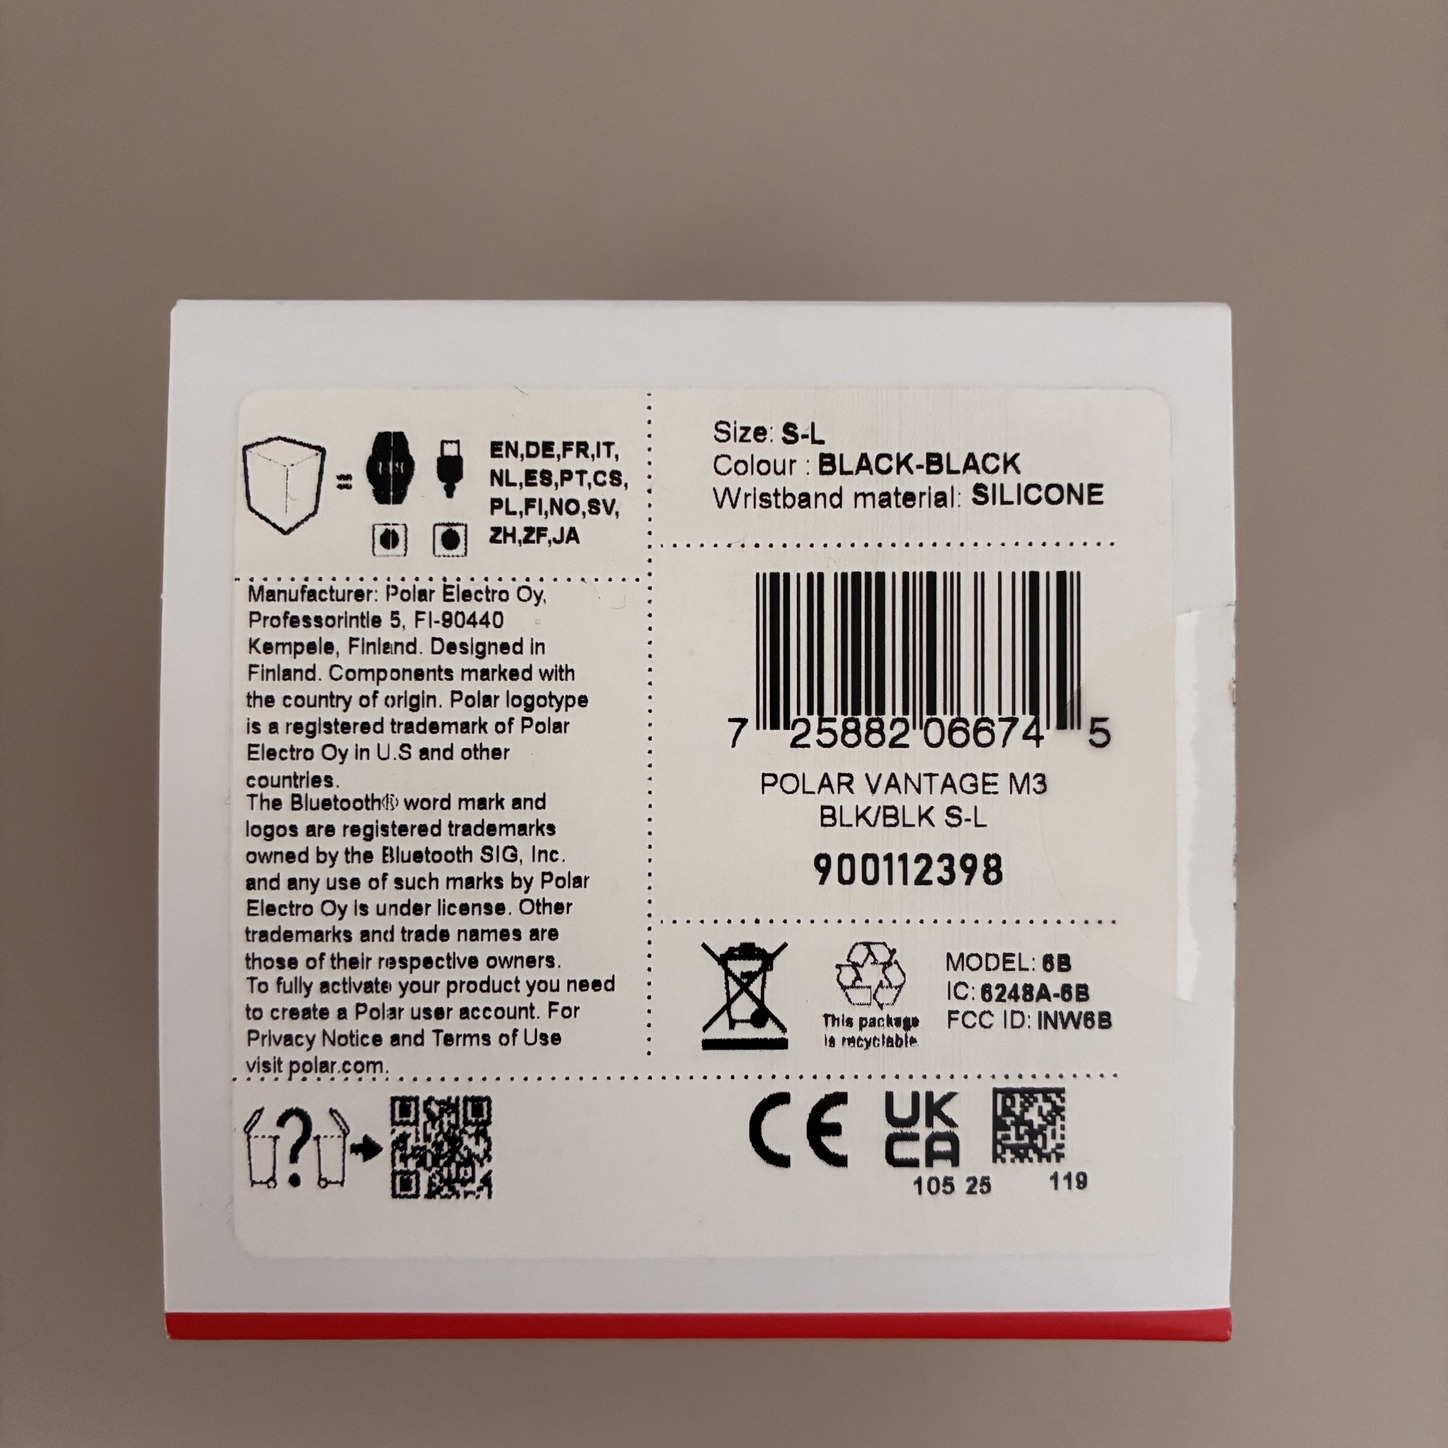 EN,DE,FR,IT,
NL,ES,PT,CS,
PL,FI,NO,SV,
ZH,ZF,JA
Manufacturer: Polar Electro Oy,
Professorintie 5, FI-90440
Kempele, Finland. Designed in
Finland. Components marked with
the country of origin. Polar logotype
is a registered trademark of Polar
Electro Oy in U.S and other
countries.
The Bluetooth® word mark and
logos are registered trademarks
owned by the Bluetooth SIG, Inc.
and any use of such marks by Polar
Electro Oy is under license. Other
trademarks and trade names are
those of their respective owners.
To fully activate your product you need
to create a Polar user account. For
Privacy Notice and Terms of Use
visit polar.com.
?
Size: S-L
Colour : BLACK-BLACK
Wristband material: SILICONE
7 25882 06674 5
POLAR VANTAGE M3
BLK/BLK S-L
900112398
This package
is recyclable
MODEL: 6B
IC: 6248A-6B
FCC ID: INW6B
CE
UK
CA
105 25 119